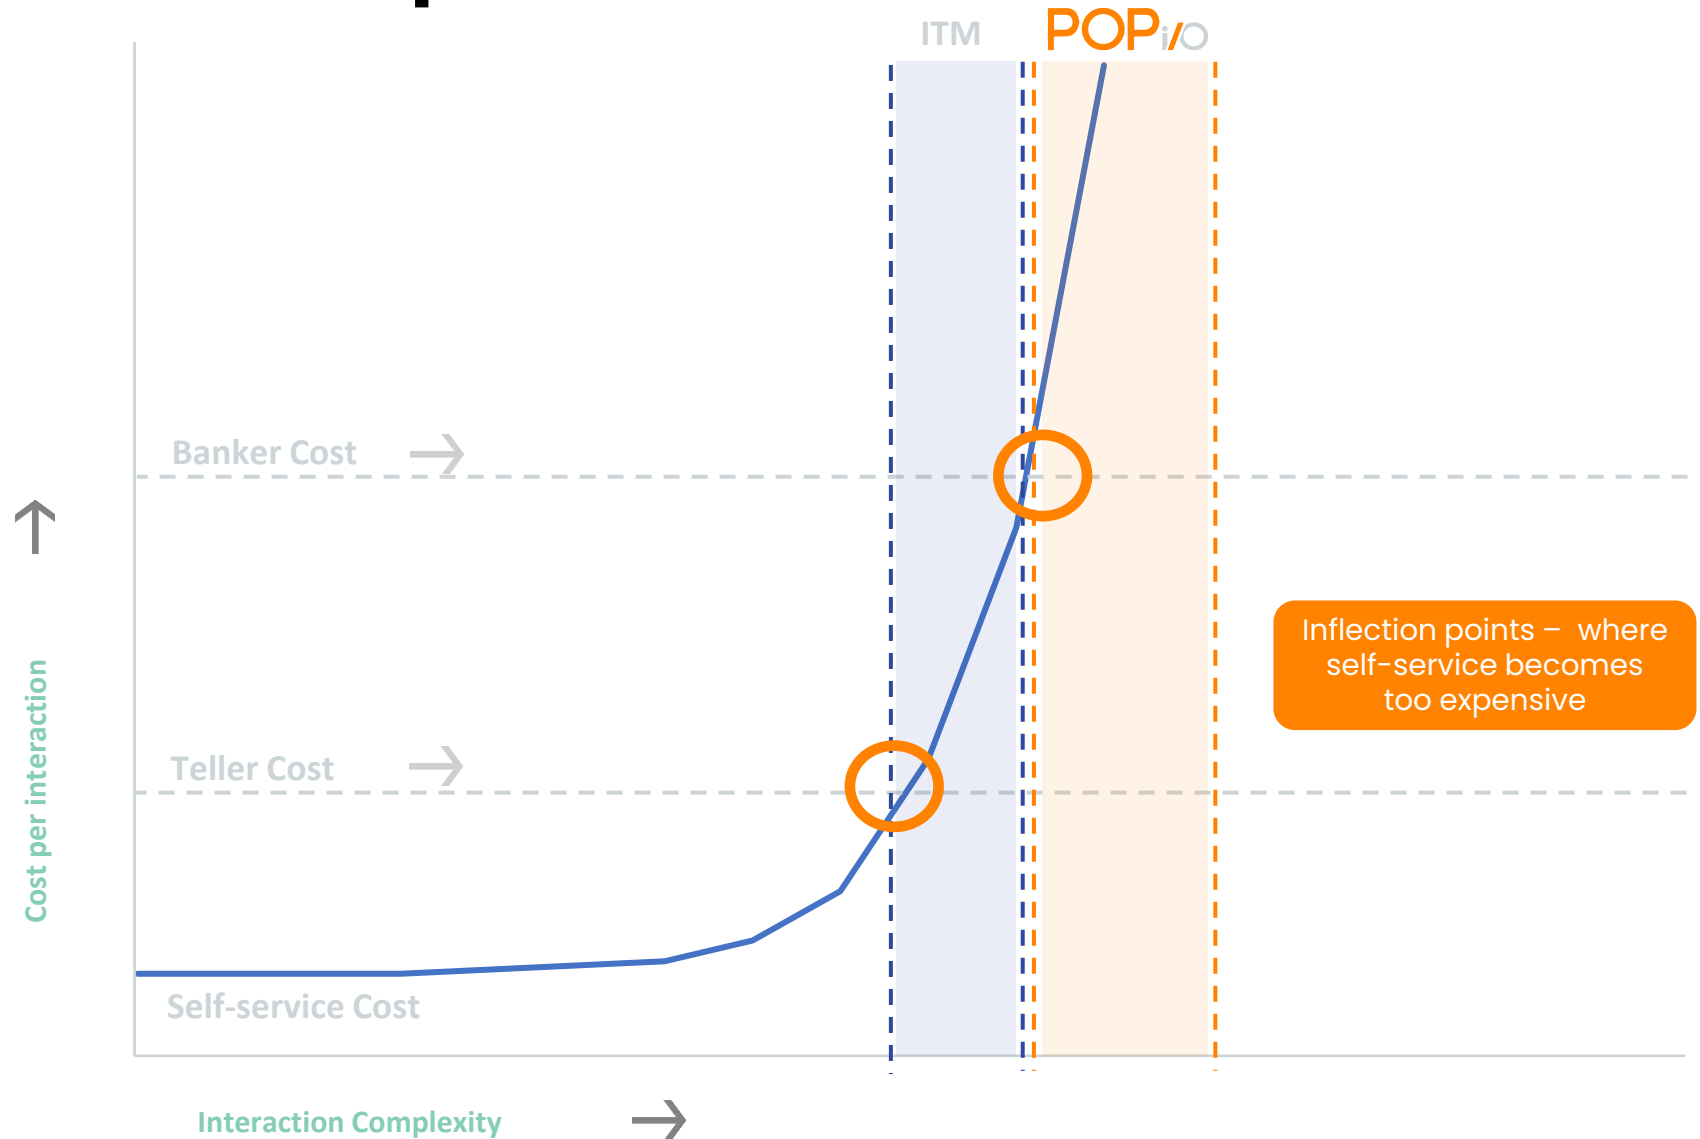 ITM
POPi/O
Banker Cost
Teller Cost
Inflection points – where
self-service becomes
too expensive
Cost per interaction
Self-service Cost
Interaction Complexity